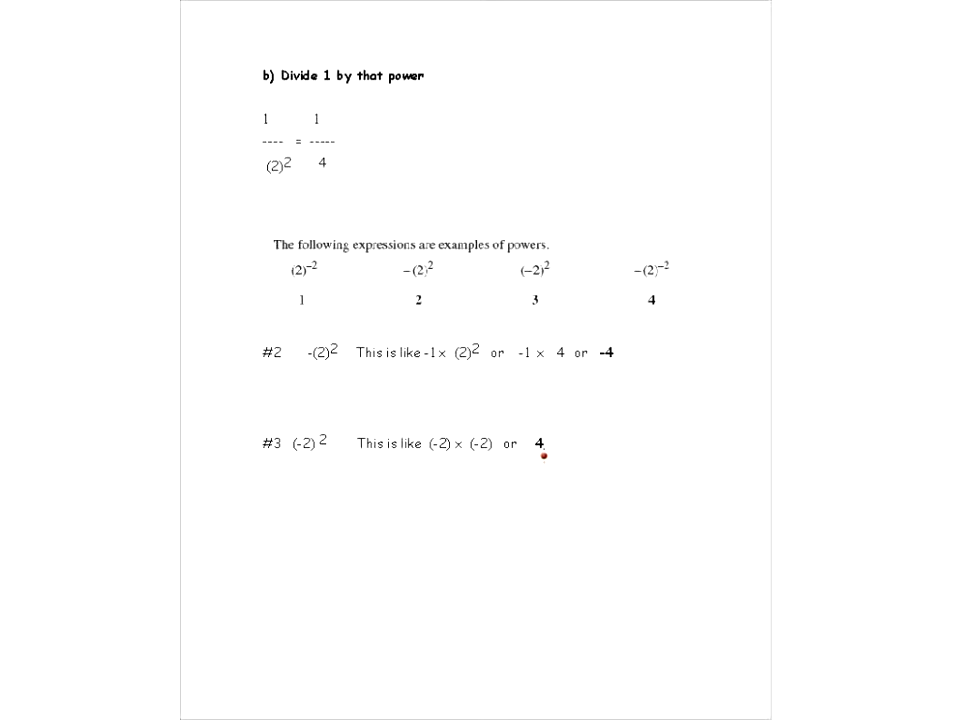 b) Divide 1 by that power
1 1
---- = -----
(2)2 4
The following expressions are examples of powers.
(2)−2 −(2)2 (−2)2 −(2)−2
1 2 3 4
#2 -(2)2 This is like -1 x (2)2 or -1 x 4 or -4
#3 (-2) 2 This is like (-2) x (-2) or 4